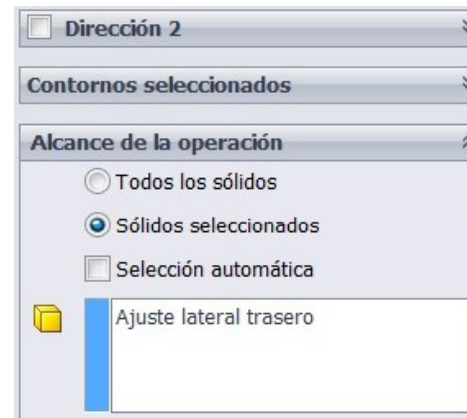 Dirección 2
Contornos seleccionados
Alcance de la operación
Todos los sólidos
Sólidos seleccionados
Selección automática
Ajuste lateral trasero